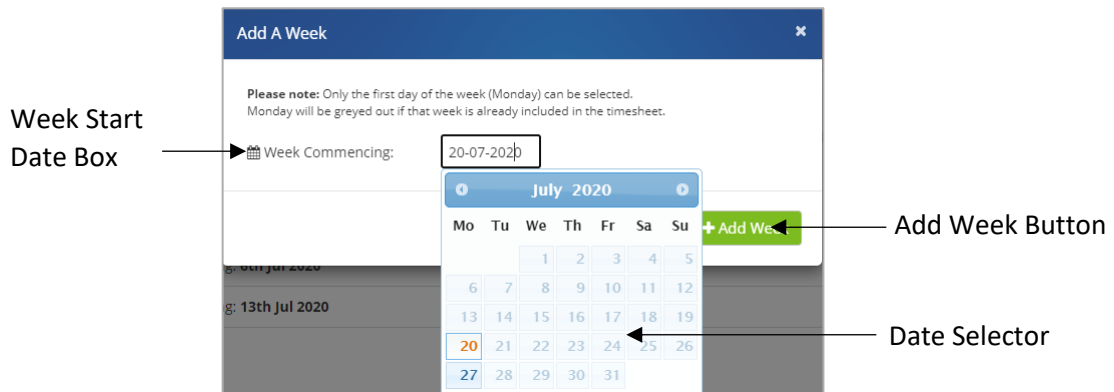 Add A Week
Please note: Only the first day of the week (Monday) can be selected.
Monday will be greyed out if that week is already included in the timesheet.
Week Start
Date Box
Week Commencing:
20-07-2020
July 2020
Mo Tu We Th Fr Sa Su
Add Week
Add Week Button
1 2 3 4 5
g: 6th Jul 2020
6 7 8 9 10 11 12
g: 13th Jul 2020
13 14 15 16 17 18 19
Date Selector
20 21 22 23 24 25 26
27 28 29 30 31